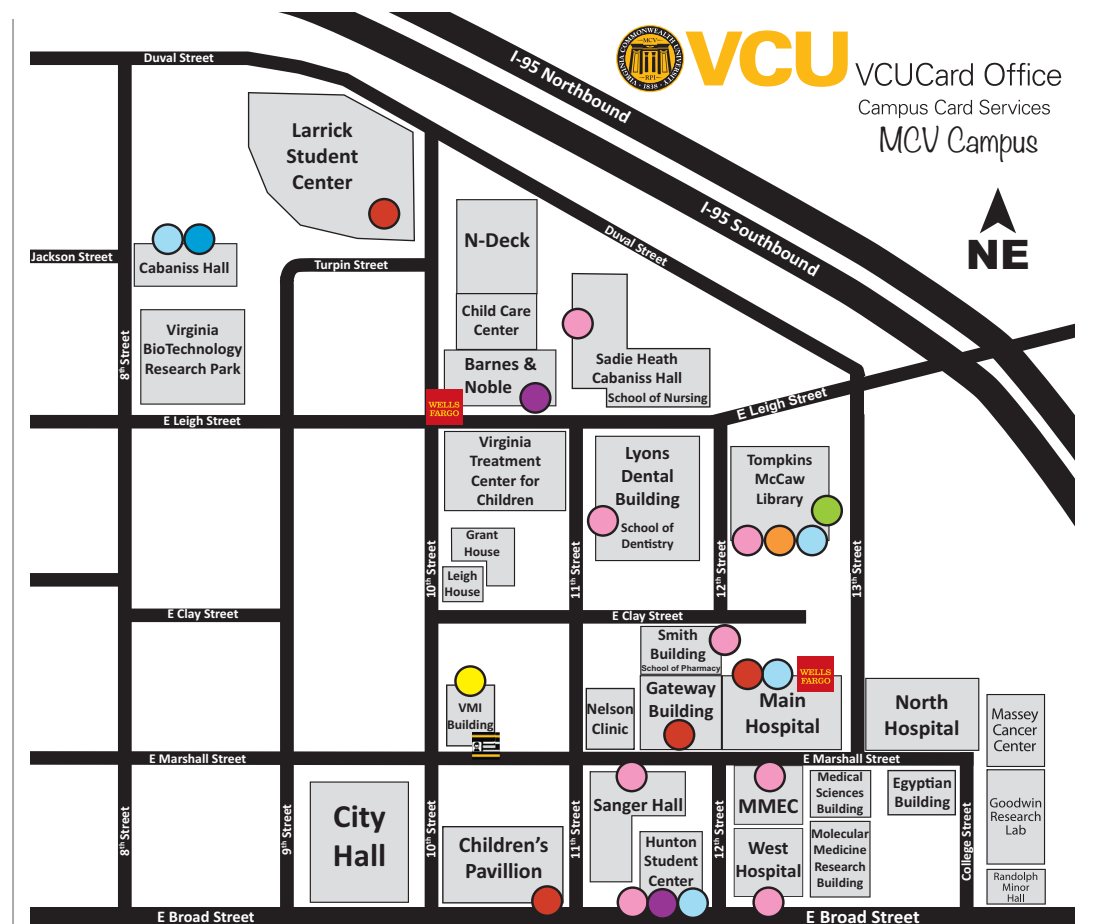 Duval Street
I-95 Northbound
VIRGINIA COMMONWEALTH UNIVERSITY
MCV
RPI
1838
VCU
VCUCard Office
Campus Card Services
MCV Campus
Larrick
Student
Center
I-95 Southbound
NE
Duval Street
N-Deck
Jackson Street
Cabaniss Hall
Turpin Street
Child Care
Center
Virginia
BioTechnology
Research Park
8th Street
Barnes &
Noble
Sadie Heath
Cabaniss Hall
School of Nursing
WELLS
FARGO
E Leigh Street
E Leigh Street
Virginia
Treatment
Center for
Children
Lyons
Dental
Building
School of
Dentistry
Tompkins
McCaw
Library
Grant
House
Leigh
House
10th Street
11th Street
12th Street
13th Street
E Clay Street
E Clay Street
Smith
Building
School of Pharmacy
WELLS
FARGO
VMI
Building
Nelson
Clinic
Gateway
Building
Main
Hospital
North
Hospital
Massey
Cancer
Center
E Marshall Street
E Marshall Street
8th Street
9th Street
City
Hall
10th Street
Children's
Pavilion
11th Street
Sanger Hall
Hunton
Student
Center
12th Street
MMEC
West
Hospital
Medical
Sciences
Building
Molecular
Medicine
Research
Building
Egyptian
Building
College Street
Goodwin
Research
Lab
Randolph
Minor
Hall
E Broad Street
E Broad Street